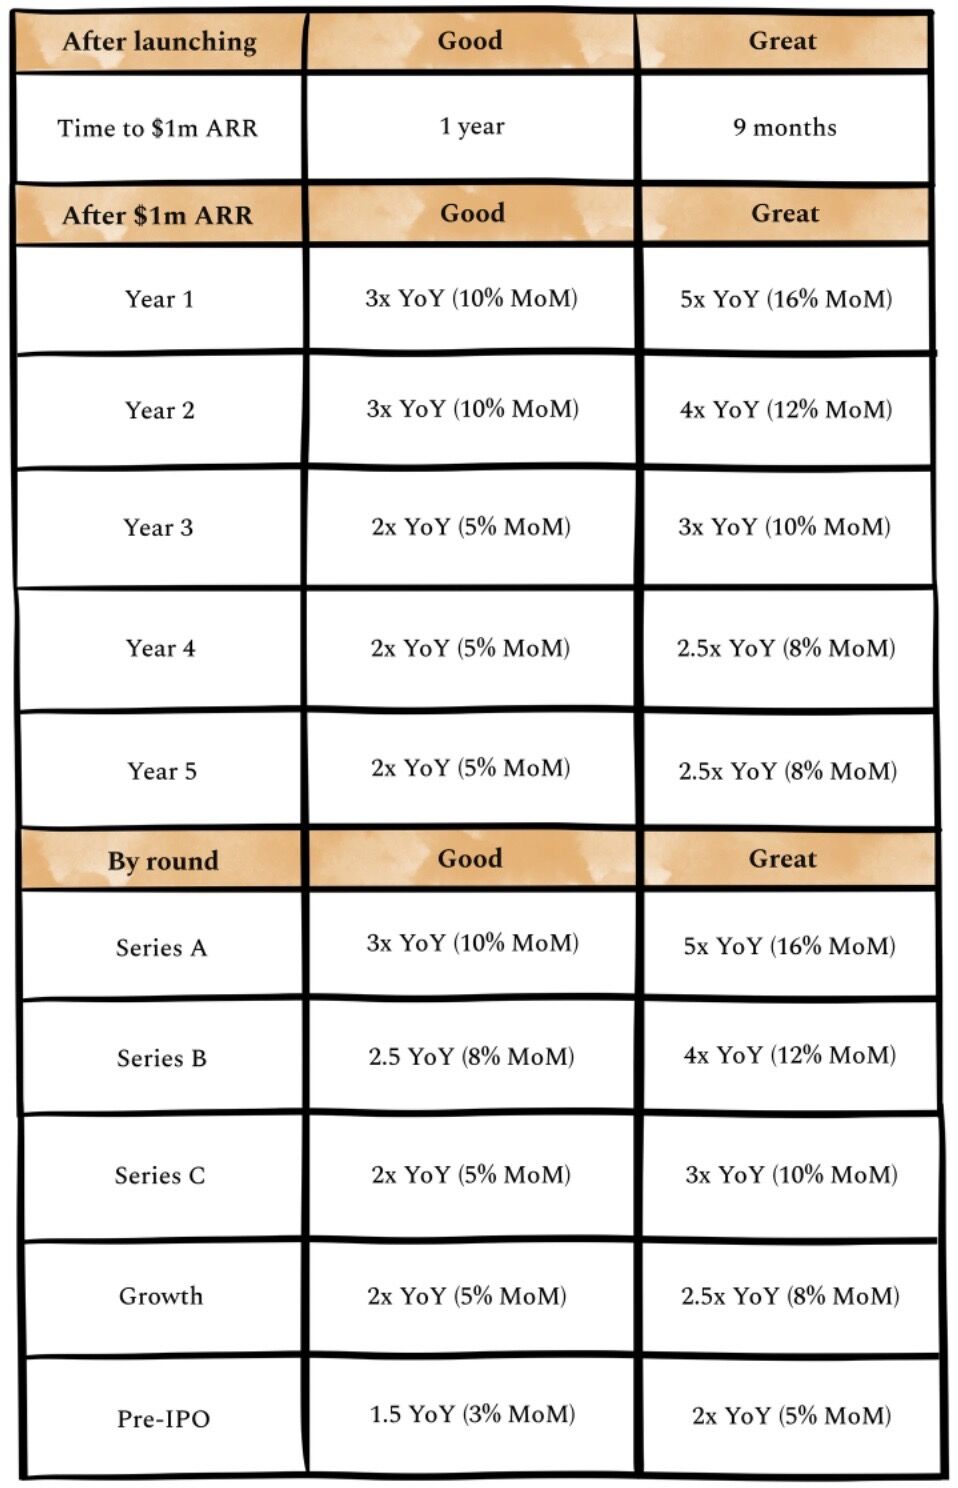 After launching Good Great
Time to $1m ARR 1 year 9 months
After $1m ARR Good Great
Year 1 3x YoY (10% MoM) 5x YoY (16% MoM)
Year 2 3x YoY (10% MoM) 4x YoY (12% MoM)
Year 3 2x YoY (5% MoM) 3x YoY (10% MoM)
Year 4 2x YoY (5% MoM) 2.5x YoY (8% MoM)
Year 5 2x YoY (5% MoM) 2.5x YoY (8% MoM)
By round Good Great
Series A 3x YoY (10% MoM) 5x YoY (16% MoM)
Series B 2.5 YoY (8% MoM) 4x YoY (12% MoM)
Series C 2x YoY (5% MoM) 3x YoY (10% MoM)
Growth 2x YoY (5% MoM) 2.5x YoY (8% MoM)
Pre-IPO 1.5 YoY (3% MoM) 2x YoY (5% MoM)